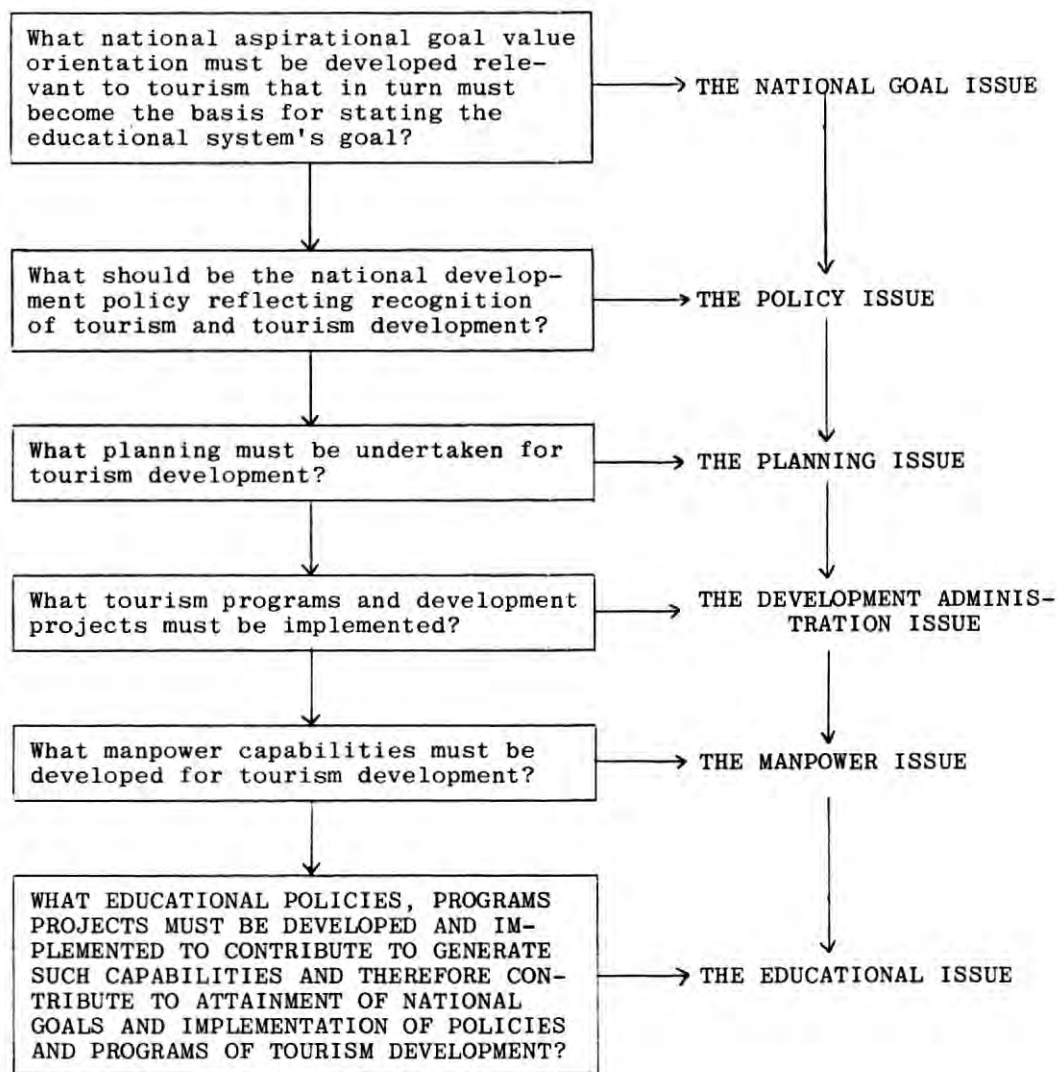 What national aspirational goal value
orientation must be developed rele-
vant to tourism that in turn must
become the basis for stating the
educational system's goal?
THE NATIONAL GOAL ISSUE
What should be the national develop-
ment policy reflecting recognition
of tourism and tourism development?
THE POLICY ISSUE
What planning must be undertaken for
tourism development?
THE PLANNING ISSUE
What tourism programs and development
projects must be implemented?
THE DEVELOPMENT ADMINIS-
TRATION ISSUE
What manpower capabilities must be
developed for tourism development?
THE MANPOWER ISSUE
WHAT EDUCATIONAL POLICIES, PROGRAMS
PROJECTS MUST BE DEVELOPED AND IM-
PLEMENTED TO CONTRIBUTE TO GENERATE
SUCH CAPABILITIES AND THEREFORE CON-
TRIBUTE TO ATTAINMENT OF NATIONAL
GOALS AND IMPLEMENTATION OF POLICIES
AND PROGRAMS OF TOURISM DEVELOPMENT?
THE EDUCATIONAL ISSUE